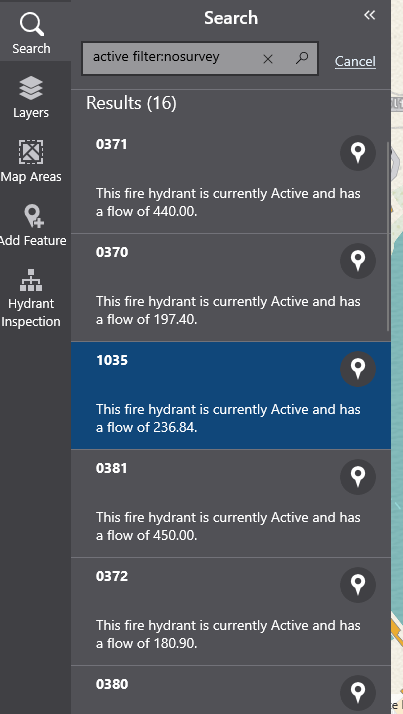 Search
Layers
Map Areas
Add Feature
Hydrant
Inspection
Search
active filter:nosurvey
Cancel
Results (16)
0371
This fire hydrant is currently Active and has
a flow of 440.00.
0370
This fire hydrant is currently Active and has
a flow of 197.40.
1035
This fire hydrant is currently Active and has
a flow of 236.84.
0381
This fire hydrant is currently Active and has
a flow of 450.00.
0372
This fire hydrant is currently Active and has
a flow of 180.90.
0380